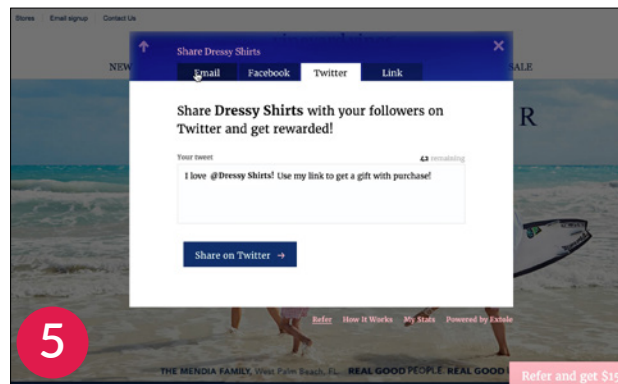 Stores Email signup Contact Us
Share Dressy Shirts
NEW
SALE
Email Facebook Twitter Link
R
Share Dressy Shirts with your followers on
Twitter and get rewarded!
Your tweet 42 remaining
I love @Dressy Shirts! Use my link to get a gift with purchase!
Share on Twitter →
Refer How It Works My Stats Powered by Extole
5
THE MENDIA FAMILY, West Palm Beach, FL. REAL GOOD PEOPLE. REAL GOOD
Refer and get $15